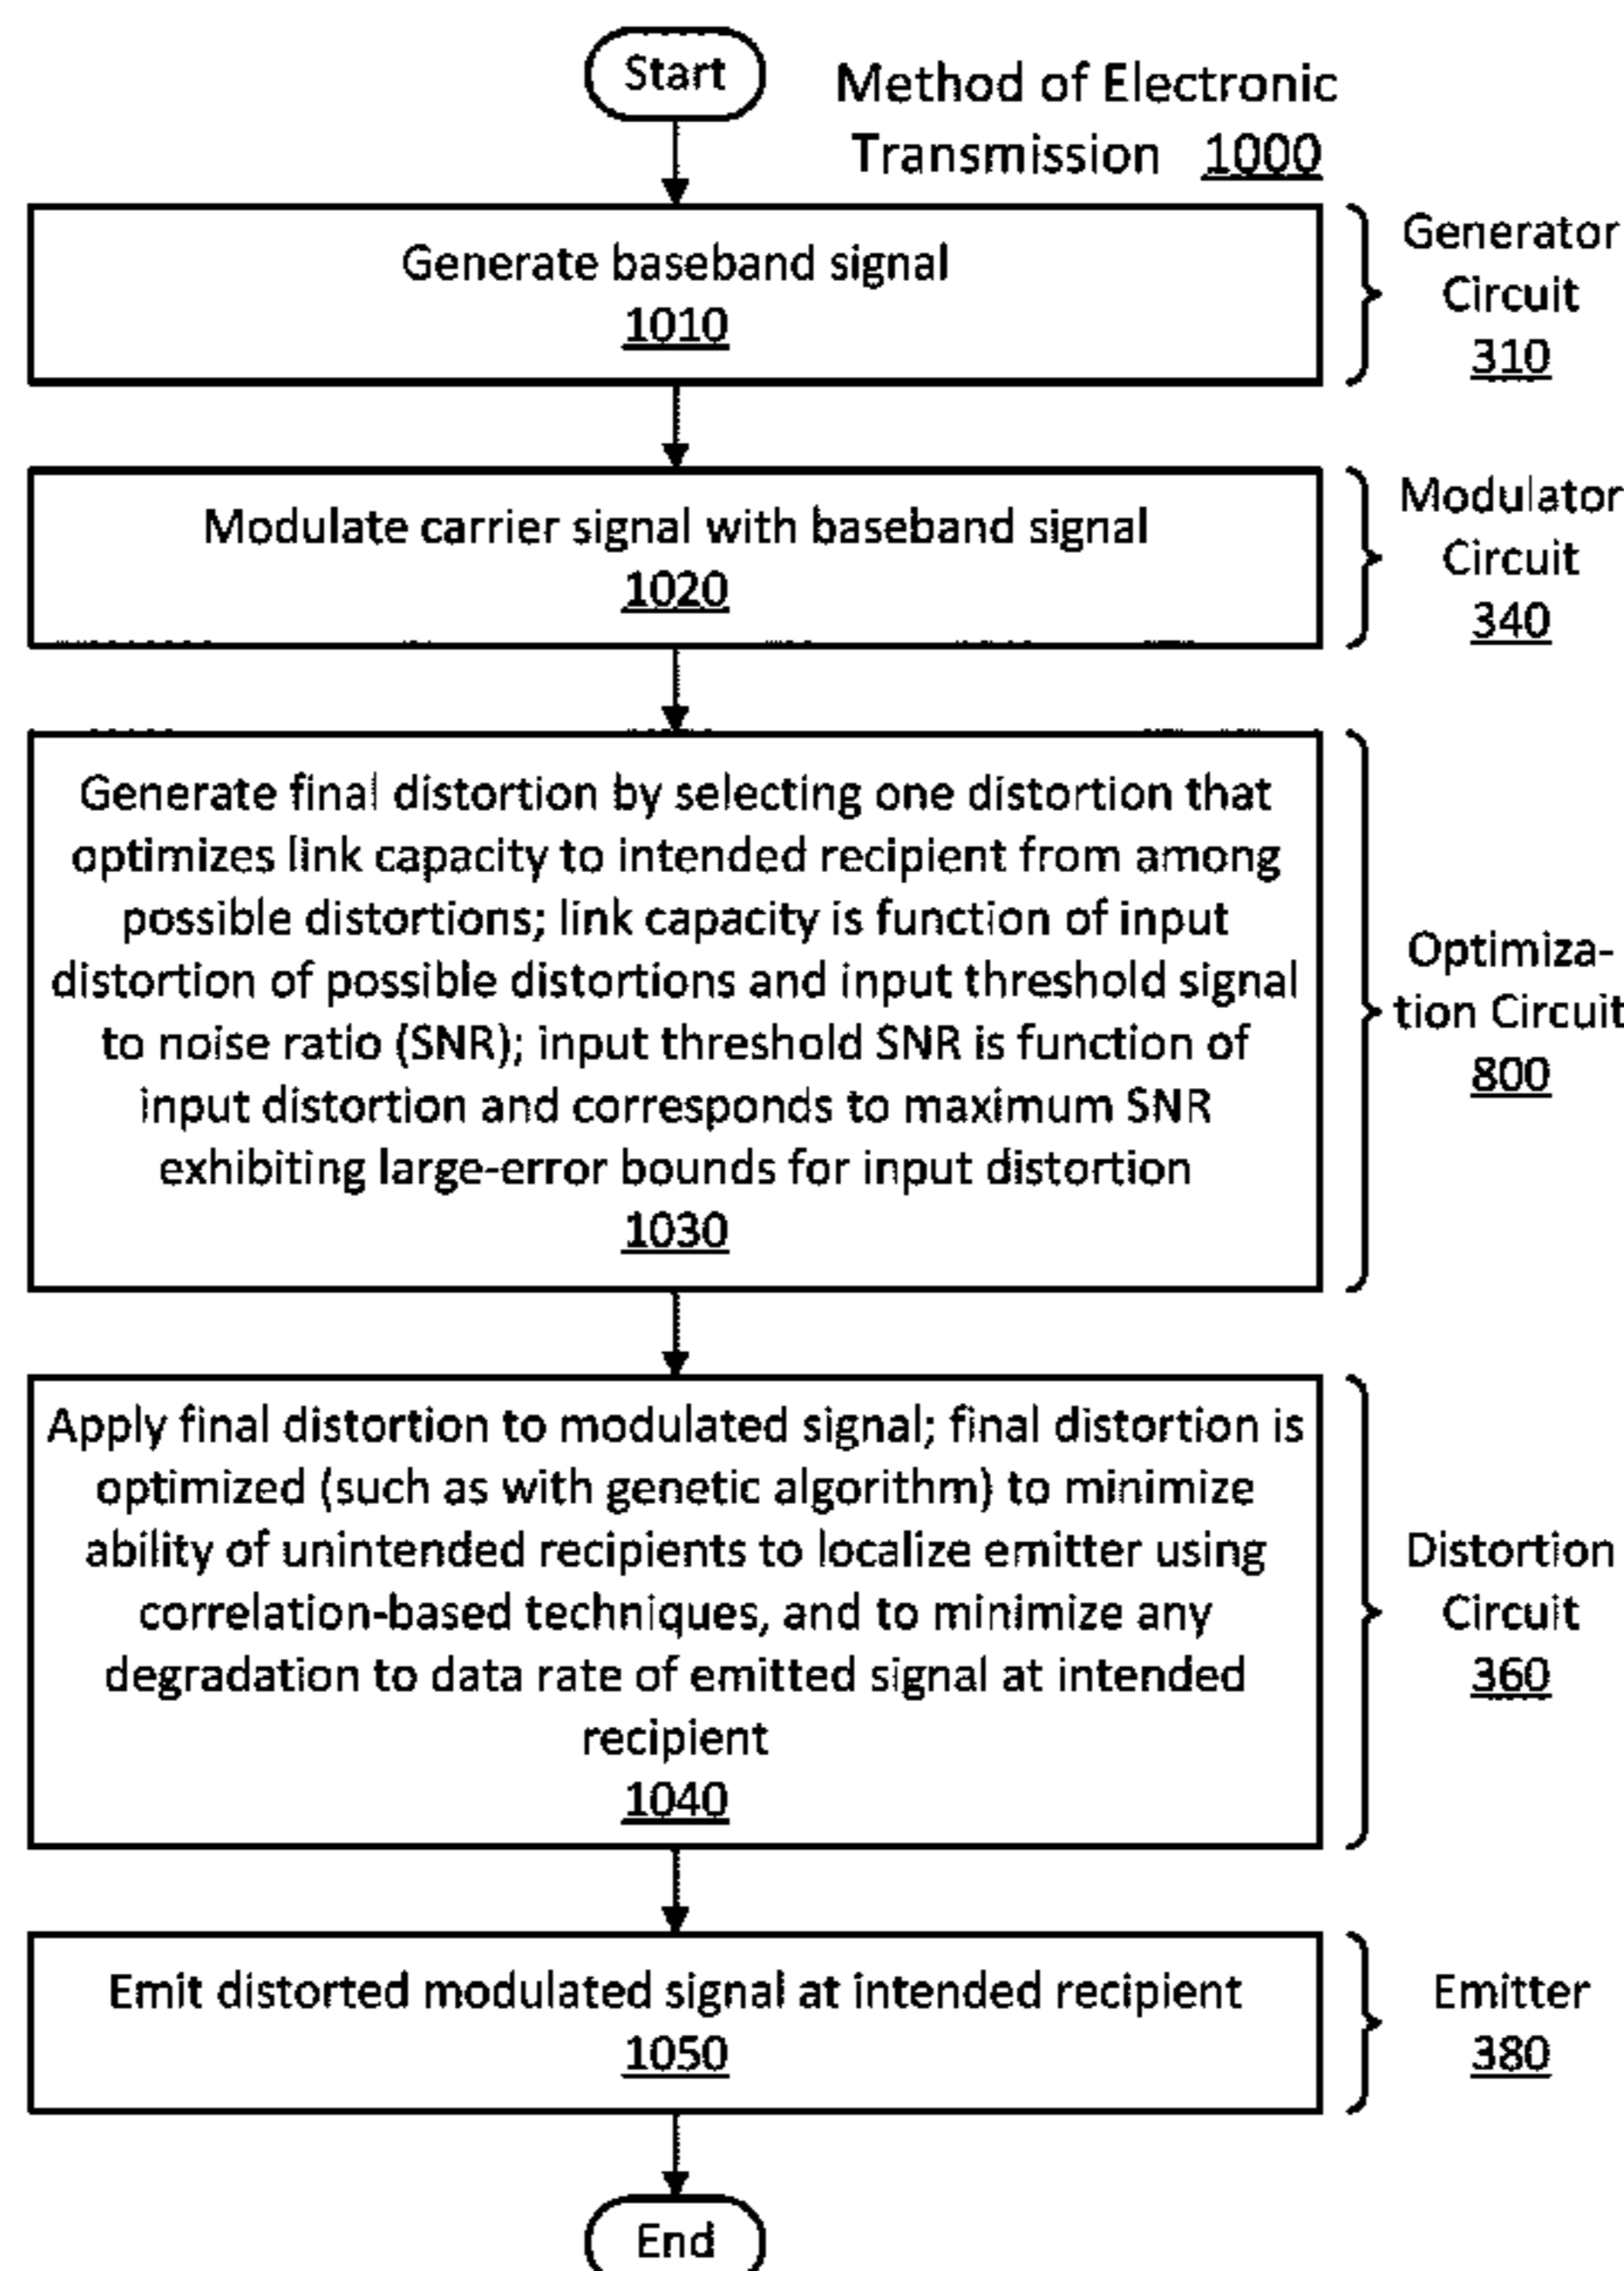 Start
Method of Electronic
Transmission 1000
Generate baseband signal
1010
Generator
Circuit
310
Modulate carrier signal with baseband signal
1020
Modulator
Circuit
340
Generate final distortion by selecting one distortion that
optimizes link capacity to intended recipient from among
possible distortions; link capacity is function of input
distortion of possible distortions and input threshold signal
to noise ratio (SNR); input threshold SNR is function of
input distortion and corresponds to maximum SNR
exhibiting large-error bounds for input distortion
1030
Optimiza-
tion Circuit
800
Apply final distortion to modulated signal; final distortion is
optimized (such as with genetic algorithm) to minimize
ability of unintended recipients to localize emitter using
correlation-based techniques, and to minimize any
degradation to data rate of emitted signal at intended
recipient
1040
Distortion
Circuit
360
Emit distorted modulated signal at intended recipient
1050
Emitter
380
End